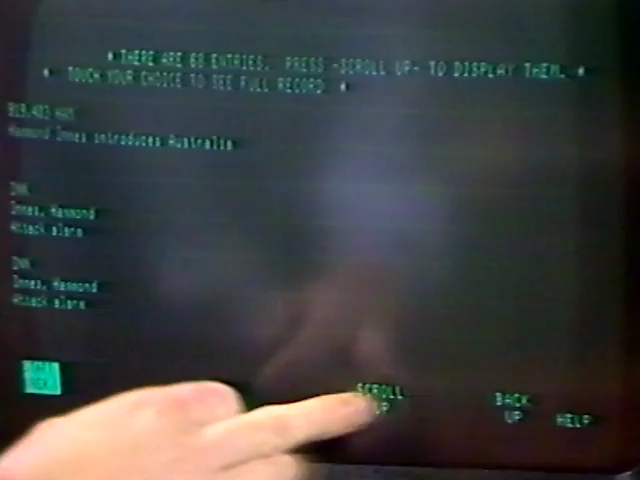 *THERE ARE 68 ENTRIES. PRESS -SCROLL UP- TO DISPLAY THEM. *
* TOUCH YOUR CHOICE TO SEE FULL RECORD *
Hammond Innes introduces Australia
INN
Innes, Hammond
Attack alarm
INN
Innes, Hammond
Attack alarm
START
SCROLL UP
BACK UP
HELP